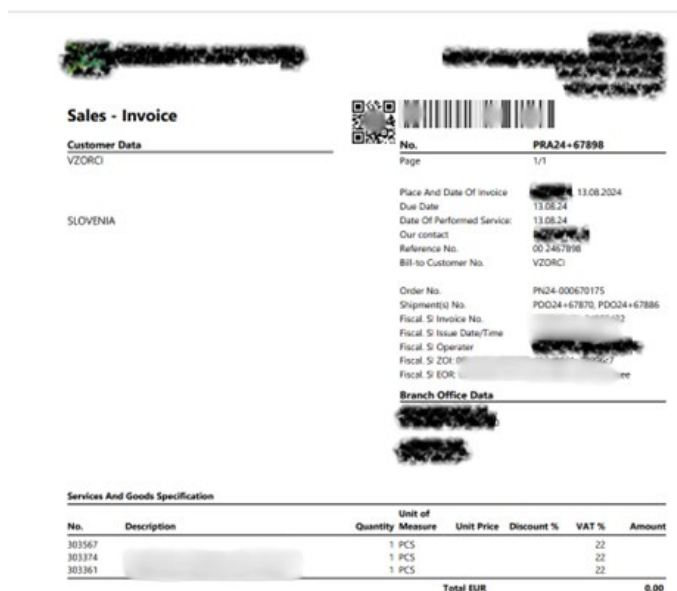 Sales - Invoice
Customer Data
VZORCI
SLOVENIA
No. PRA24+67898
Page 1/1
Place And Date Of Invoice 13.08.2024
Due Date 13.08.24
Date Of Performed Service: 13.08.24
Our contact
Reference No. 00 2467898
Bill-to Customer No. VZORCI
Order No. PN24-000670175
Shipment(s) No. PDO24+67870, PDO24+67886
Fiscal. SI Invoice No.
Fiscal. SI Issue Date/Time
Fiscal. SI Operater
Fiscal. SI ZOI:
Fiscal. SI EOR: ee
Branch Office Data
Services And Goods Specification
No. Description Quantity Unit of Measure Unit Price Discount % VAT % Amount
303567 1 PCS 22
303374 1 PCS 22
303361 1 PCS 22
Total EUR 0.00